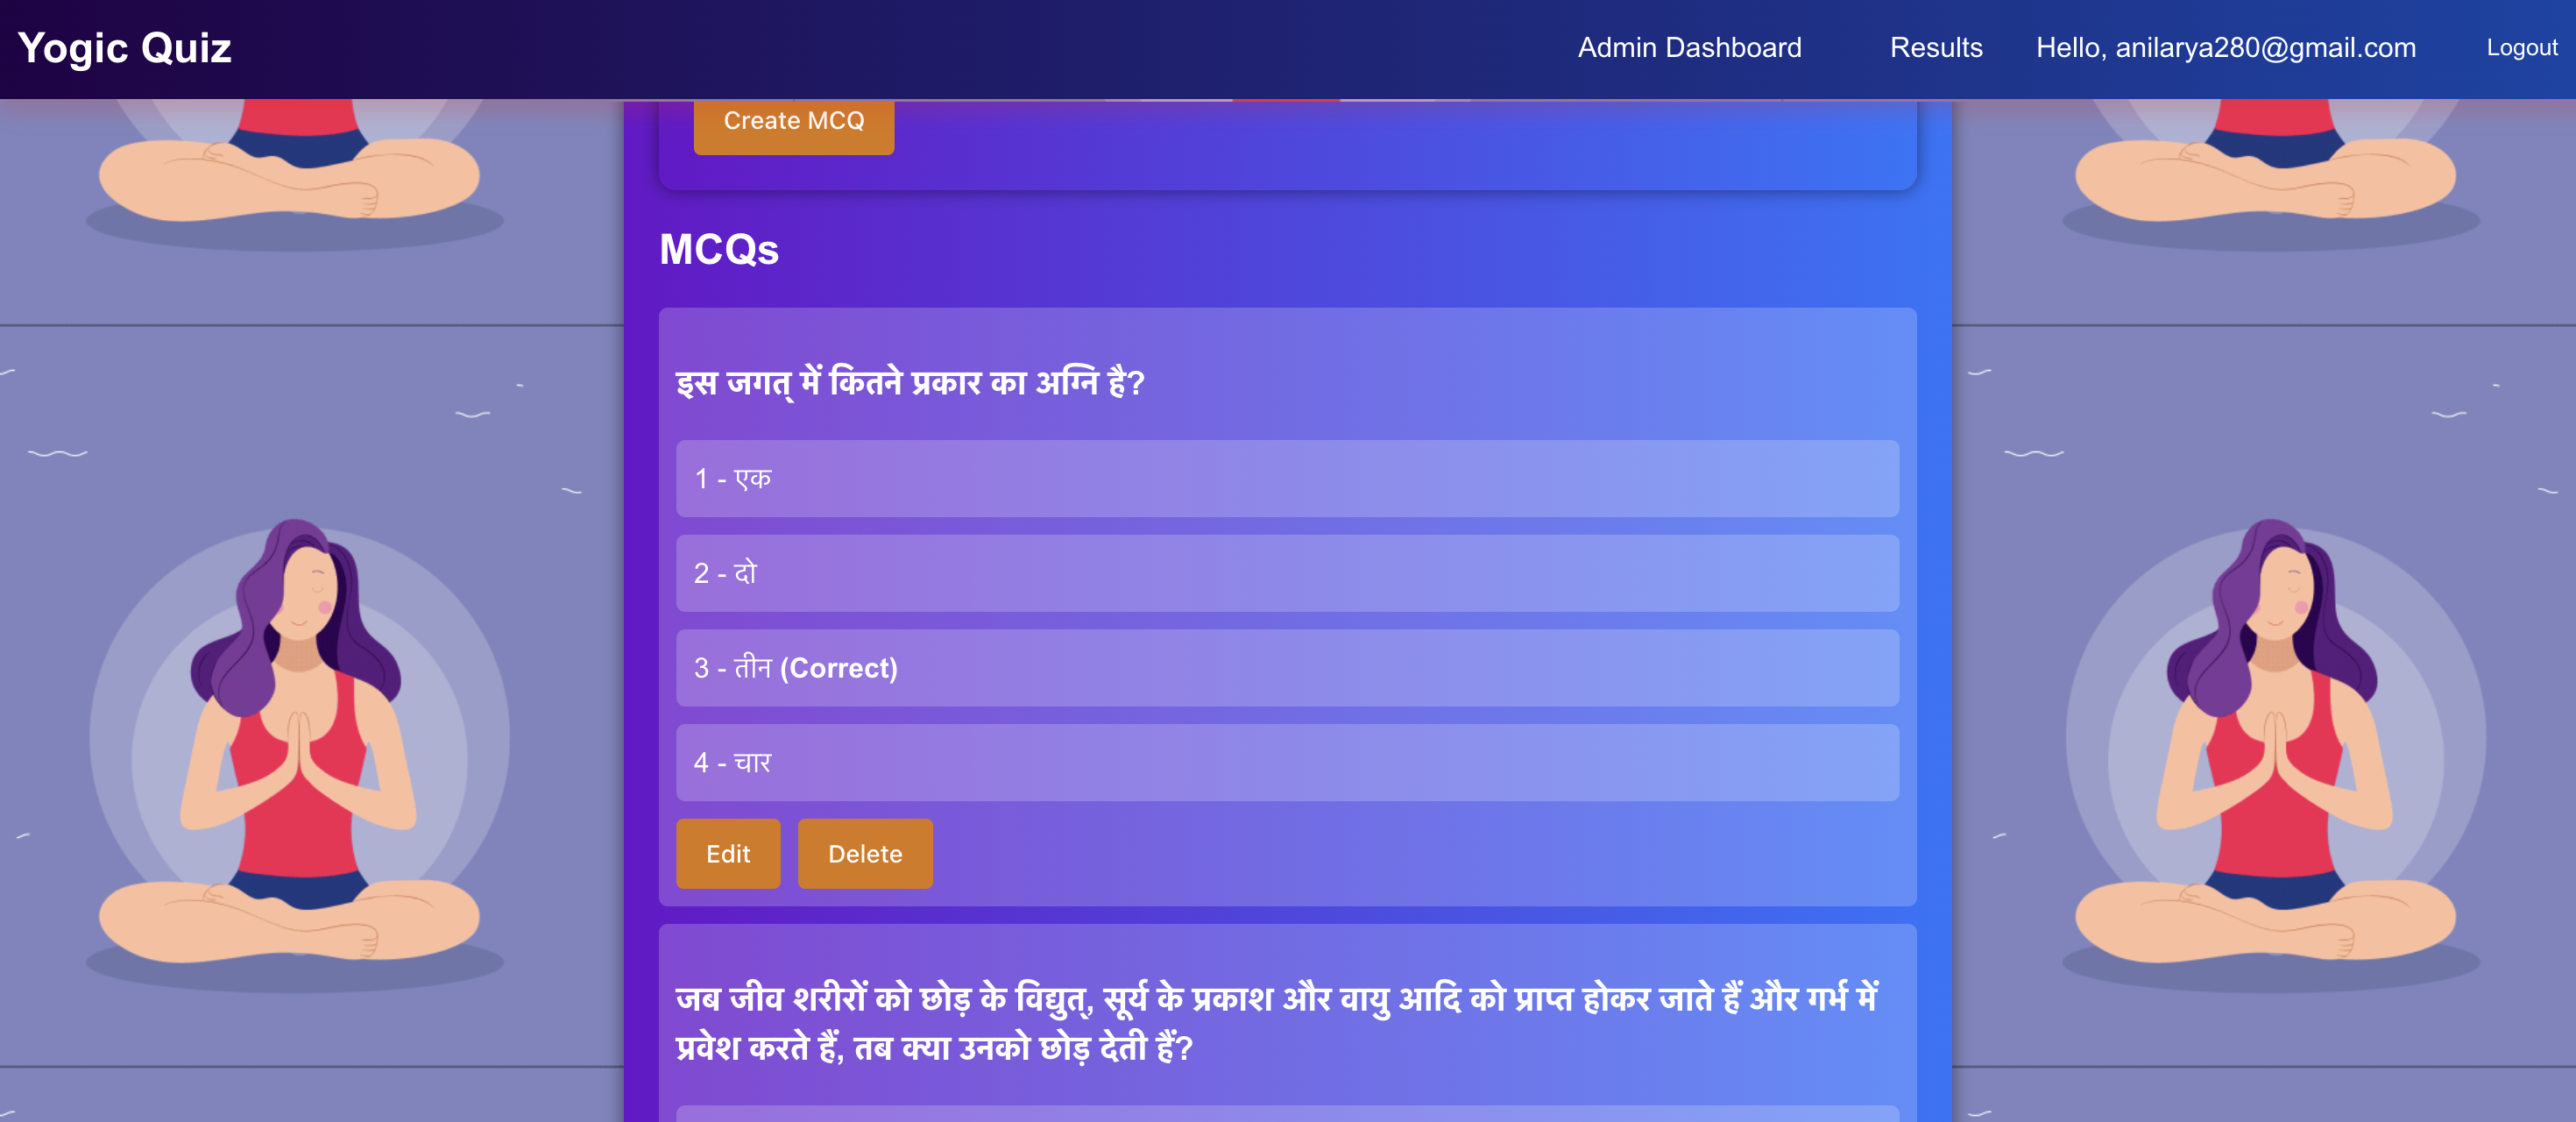 Yogic Quiz
Admin Dashboard
Results
Hello, anilarya280@gmail.com
Logout
Create MCQ
MCQs
इस जगत् में कितने प्रकार का अग्नि है?
1 - एक
2 - दो
3 - तीन (Correct)
4 - चार
Edit
Delete
जब जीव शरीरों को छोड़ के विद्युत्, सूर्य के प्रकाश और वायु आदि को प्राप्त होकर जाते हैं और गर्भ में
प्रवेश करते हैं, तब क्या उनको छोड़ देती हैं?